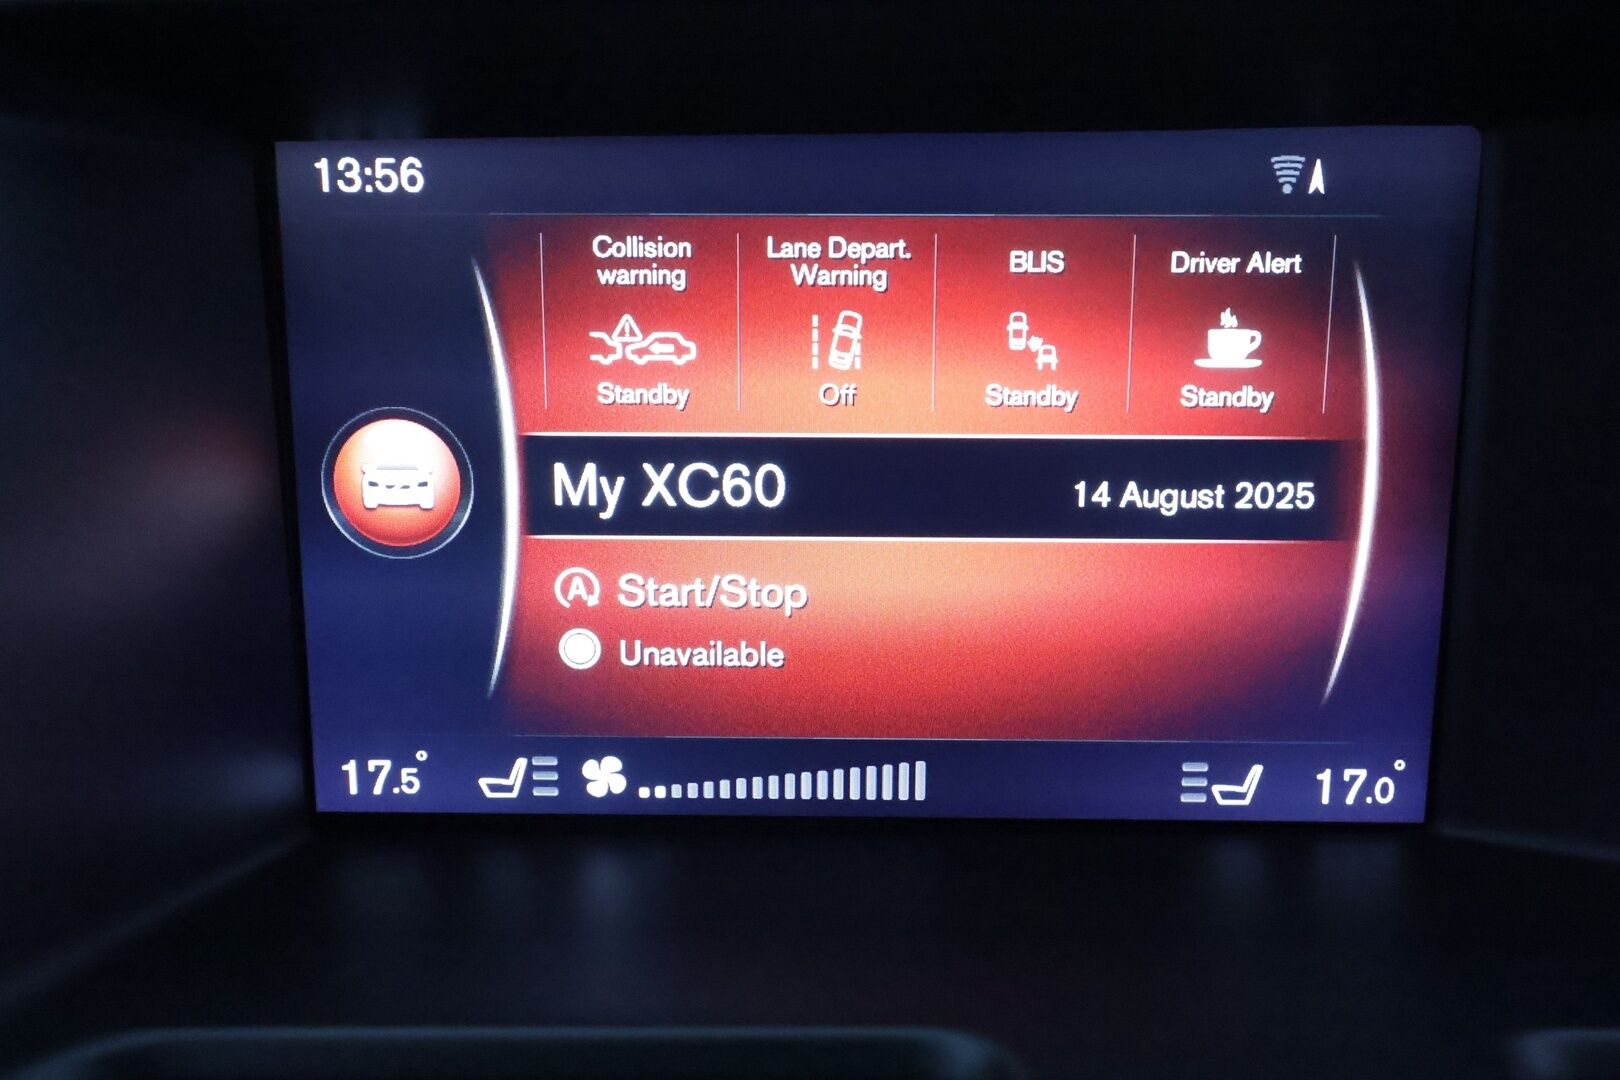 13:56
Collision
warning
Standby
Lane Depart.
Warning
Off
BLIS
Standby
Driver Alert
Standby
My XC60
14 August 2025
A Start/Stop
Unavailable
17.5°
17.0°